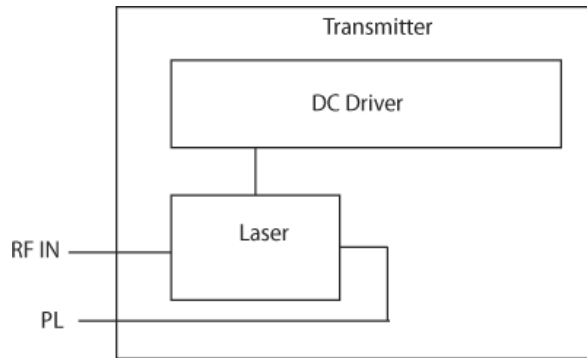 Transmitter
DC Driver
Laser
RF IN
PL